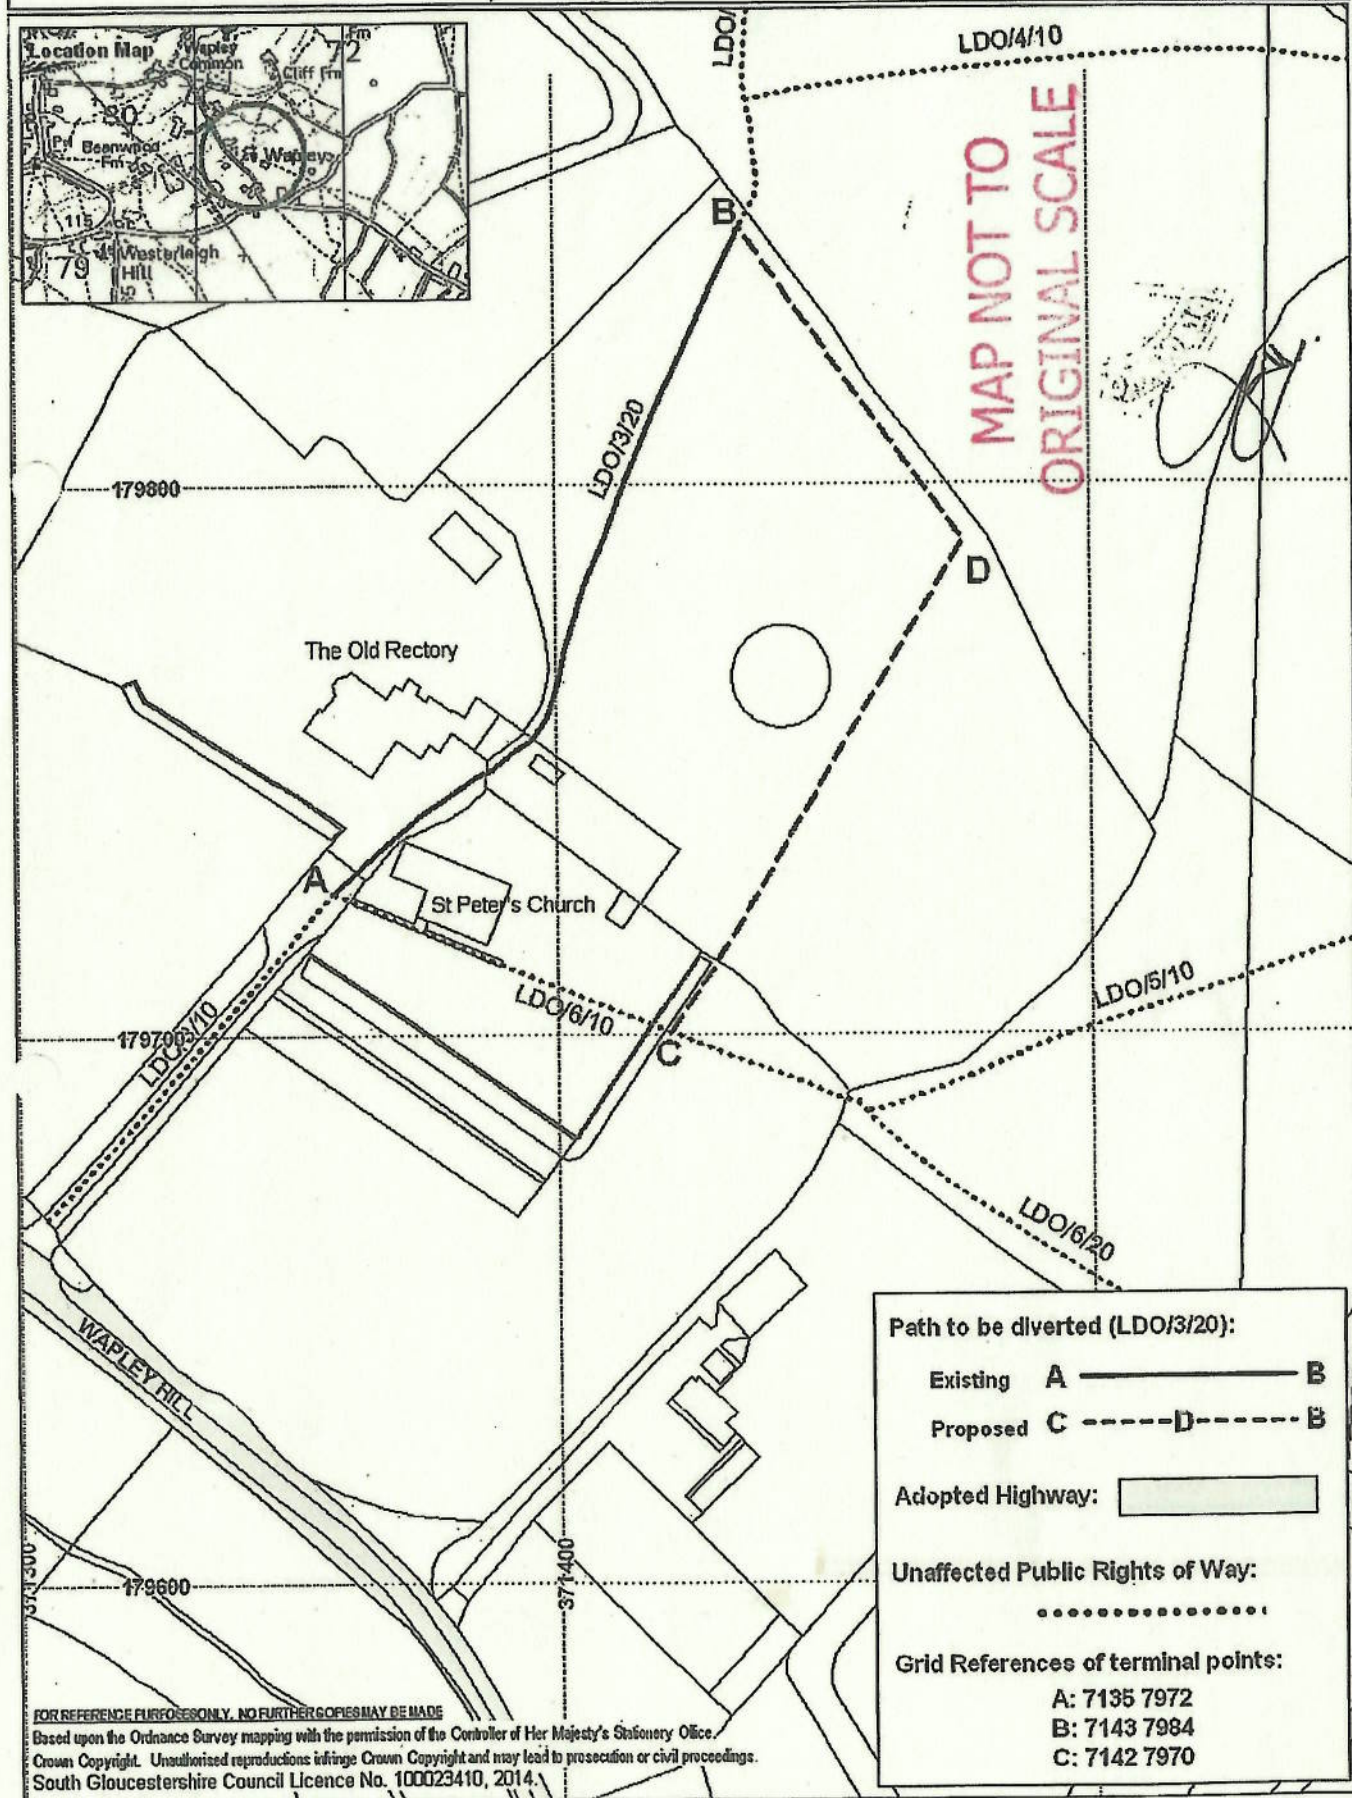 Location Map
Wapley
Common
Fm
72
Cliff Frm
80
Beanwood
Fm
Wapley
115
Westerleigh
Hill
79
LDO/
LDO/4/10
MAP NOT TO
ORIGINAL SCALE
B
LDO/3/20
179800
D
The Old Rectory
A
St Peter's Church
LDO/6/10
LDO/5/10
LDO/3/10
179700
C
LDO/6/20
WAPLEY HILL
Path to be diverted (LDO/3/20):
Existing A B
Proposed C D B
Adopted Highway:
Unaffected Public Rights of Way:
Grid References of terminal points:
A: 7135 7972
B: 7143 7984
C: 7142 7970
371300
179600
371400
FOR REFERENCE PURPOSES ONLY. NO FURTHER COPIES MAY BE MADE
Based upon the Ordnance Survey mapping with the permission of the Controller of Her Majesty's Stationery Office.
Crown Copyright. Unauthorised reproductions infringe Crown Copyright and may lead to prosecution or civil proceedings.
South Gloucestershire Council Licence No. 100023410, 2014.